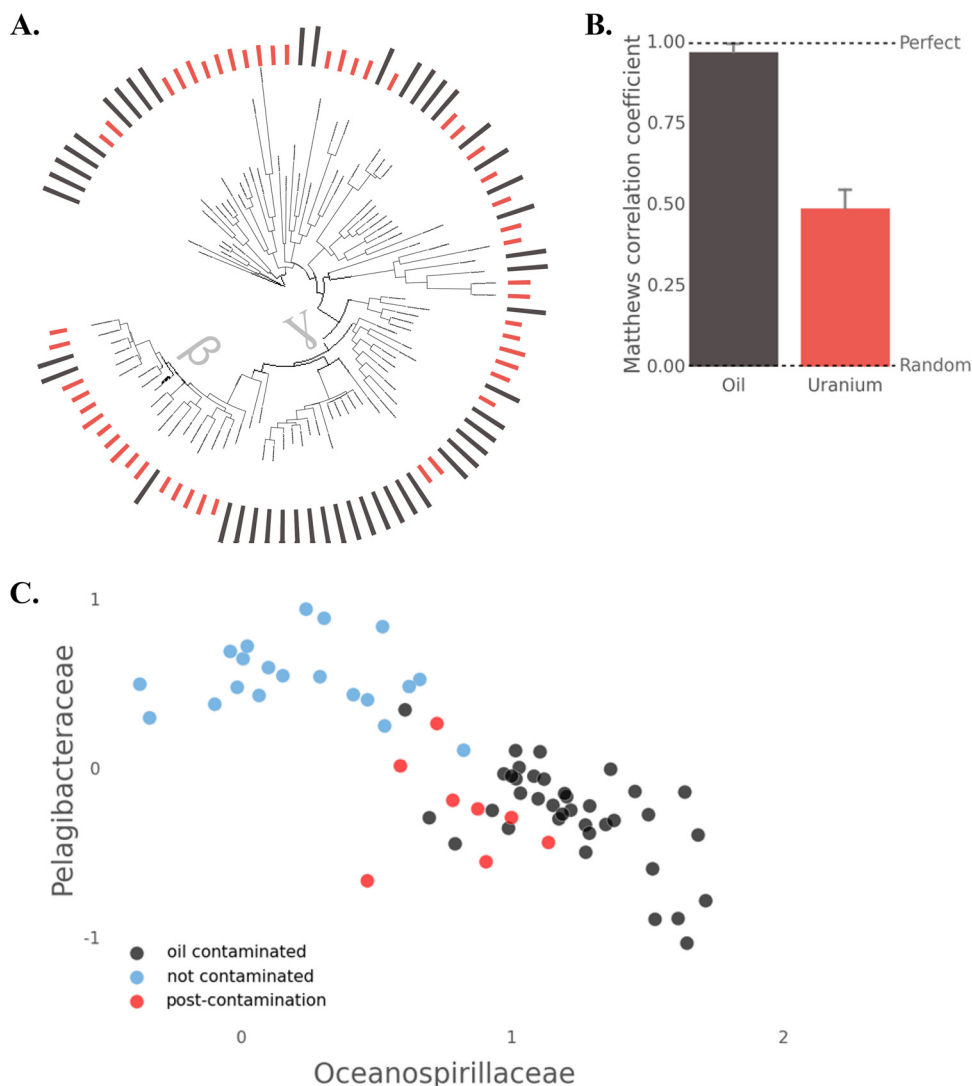 A.
B.
β
γ
Matthews correlation coefficient
1.00
0.75
0.50
0.25
0.00
Perfect
Random
Oil
Uranium
C.
Pelagibacteraceae
1
0
-1
oil contaminated
not contaminated
post-contamination
0
1
2
Oceanospirillaceae